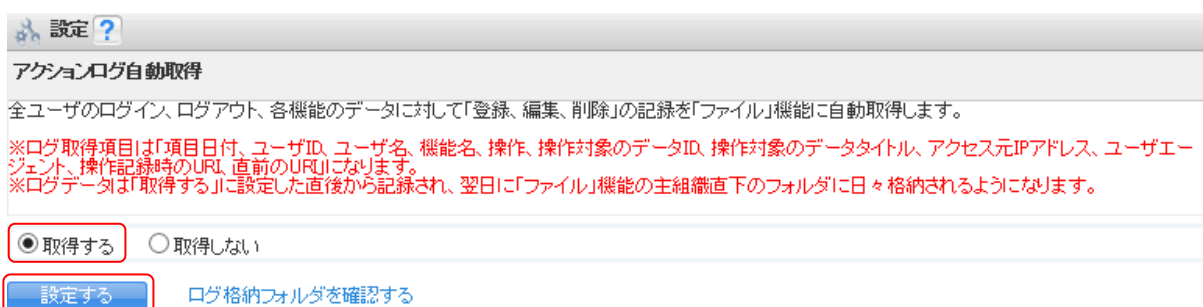 設定 ?
アクションログ自動取得
全ユーザのログイン、ログアウト、各機能のデータに対して「登録、編集、削除」の記録を「ファイル」機能に自動取得します。
※ログ取得項目は「項目日付、ユーザID、ユーザ名、機能名、操作、操作対象のデータID、操作対象のデータタイトル、アクセス元IPアドレス、ユーザエー
ジェント、操作記録時のURI、直前のURI」になります。
※ログデータは「取得する」に設定した直後から記録され、翌日に「ファイル」機能の主組織直下のフォルダに日々格納されるようになります。
取得する 取得しない
設定する ログ格納フォルダを確認する